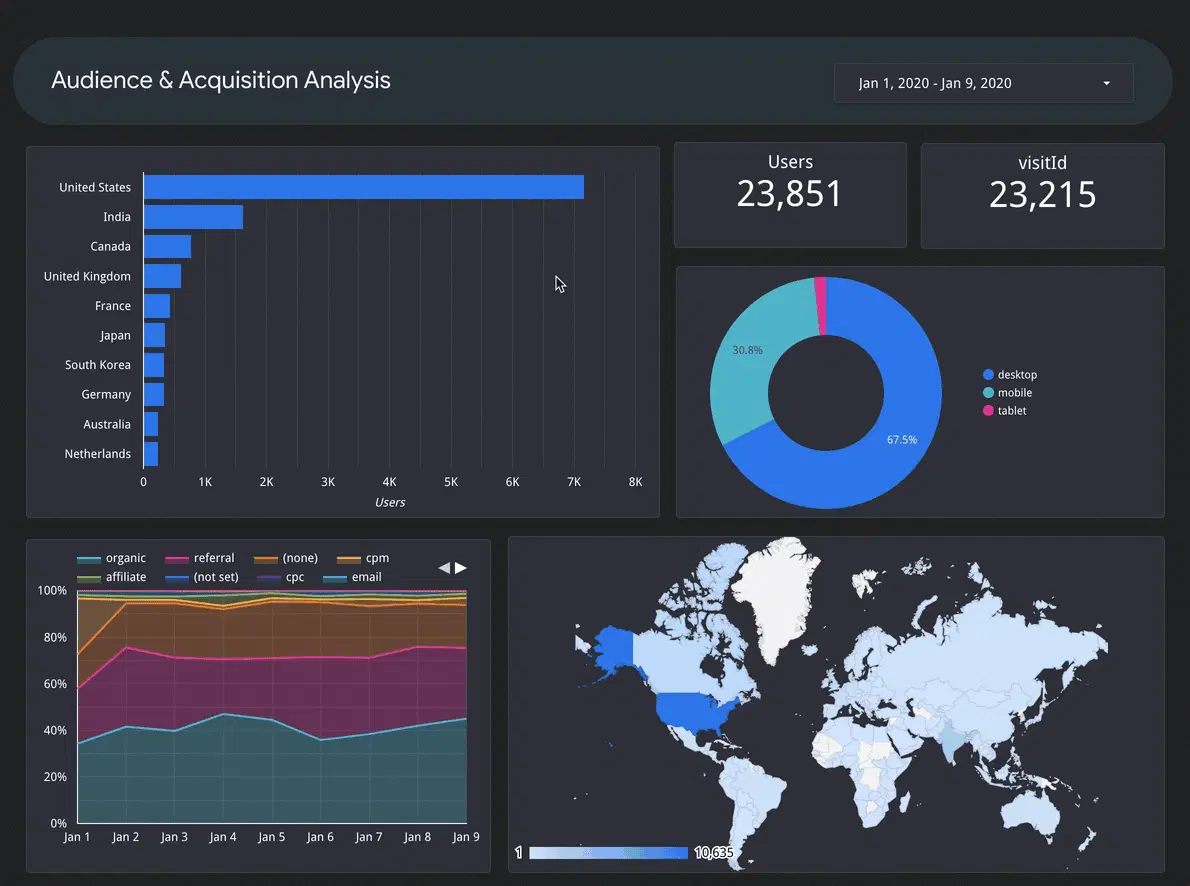 Audience & Acquisition Analysis
Jan 1, 2020 - Jan 9, 2020
United States
India
Canada
United Kingdom
France
Japan
South Korea
Germany
Australia
Netherlands
0 1K 2K 3K 4K 5K 6K 7K 8K
Users
Users
23,851
visitId
23,215
30.8%
67.5%
desktop
mobile
tablet
organic referral (none) cpm
affiliate (not set) cpc email
100%
80%
60%
40%
20%
0%
Jan 1 Jan 2 Jan 3 Jan 4 Jan 5 Jan 6 Jan 7 Jan 8 Jan 9
1 10,635